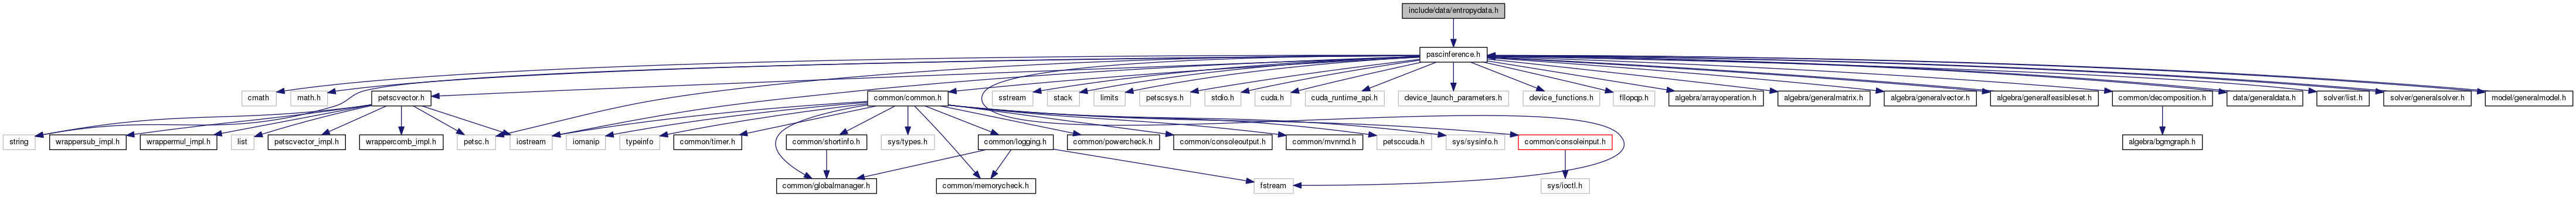 include/data/entropydata.h
pascinference.h
cmath
math.h
petscvector.h
common/common.h
sstream
stack
limits
petscsys.h
stdio.h
cuda.h
cuda_runtime_api.h
device_launch_parameters.h
device_functions.h
fllopqp.h
algebra/arrayoperation.h
algebra/generalmatrix.h
algebra/generalvector.h
algebra/generalfeasibleset.h
common/decomposition.h
data/generaldata.h
solver/list.h
solver/generalsolver.h
model/generalmodel.h
string
wrappersub_impl.h
wrappermul_impl.h
list
petscvector_impl.h
wrappercomb_impl.h
petsc.h
iostream
iomanip
typeinfo
common/timer.h
common/shortinfo.h
sys/types.h
common/logging.h
common/powercheck.h
common/consoleoutput.h
common/mvnrnd.h
petsccuda.h
sys/sysinfo.h
common/consoleinput.h
algebra/bgmgraph.h
common/globalmanager.h
common/memorycheck.h
fstream
sys/ioctl.h